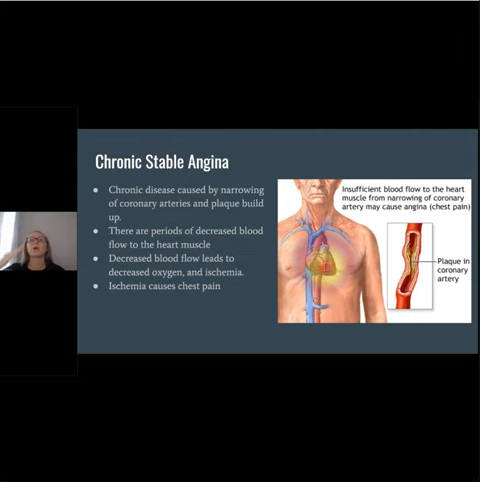 Chronic Stable Angina
● Chronic disease caused by narrowing
of coronary arteries and plaque build
up.
● There are periods of decreased blood
flow to the heart muscle
● Decreased blood flow leads to
decreased oxygen, and ischemia.
● Ischemia causes chest pain
Insufficient blood flow to the heart
muscle from narrowing of coronary
artery may cause angina (chest pain)
Plaque in
coronary
artery